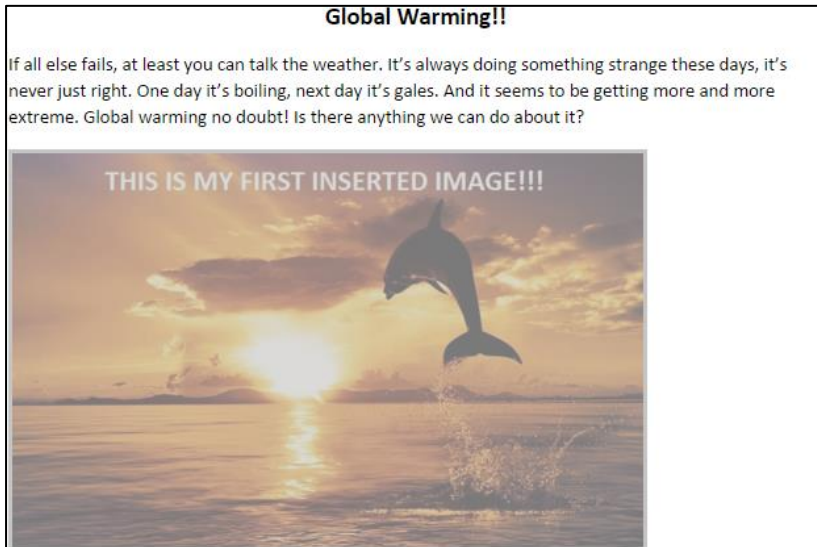 Global Warming!!
If all else fails, at least you can talk the weather. It's always doing something strange these days, it's
never just right. One day it's boiling, next day it's gales. And it seems to be getting more and more
extreme. Global warming no doubt! Is there anything we can do about it?
THIS IS MY FIRST INSERTED IMAGE!!!